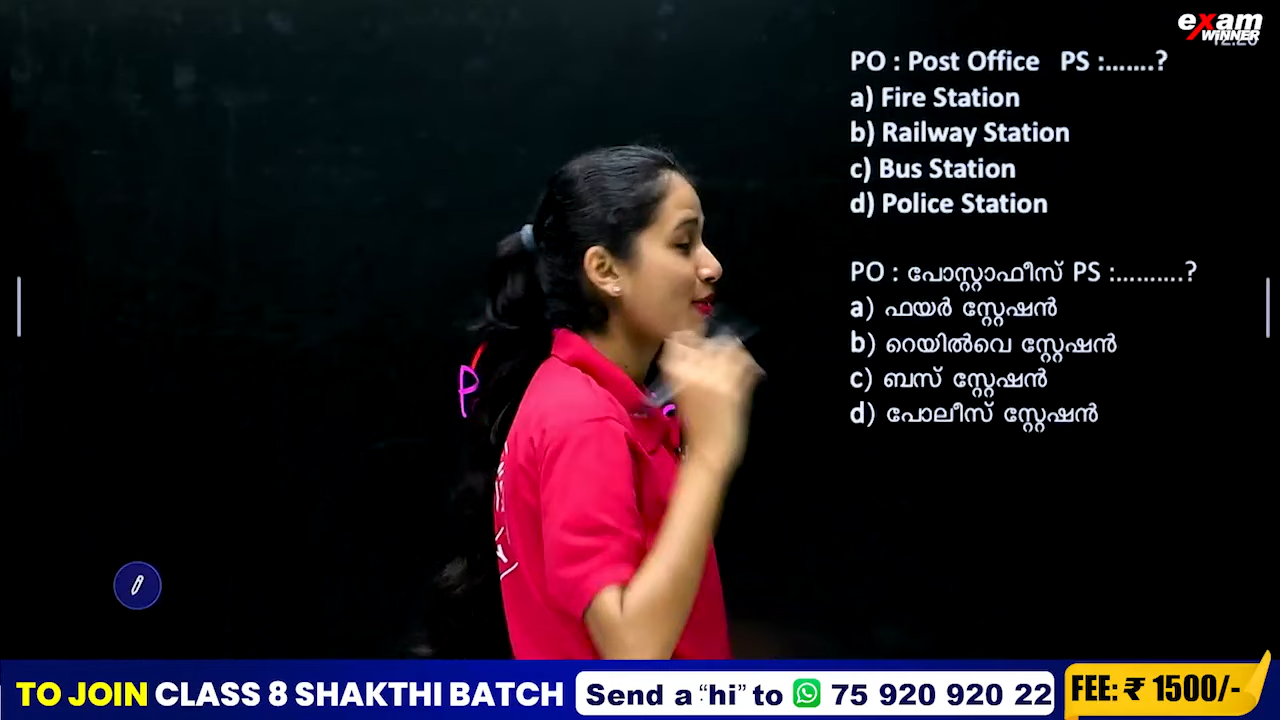 exam
WINNER
PO : Post Office PS :.......?
a) Fire Station
b) Railway Station
c) Bus Station
d) Police Station
PO : പോസ്റ്റാഫീസ് PS :..........?
a) ഫയർ സ്റ്റേഷൻ
b) റെയിൽവെ സ്റ്റേഷൻ
c) ബസ് സ്റ്റേഷൻ
d) പോലീസ് സ്റ്റേഷൻ
P
TO JOIN CLASS 8 SHAKTHI BATCH
Send a “hi” to 75 920 920 22
FEE: ₹ 1500/-